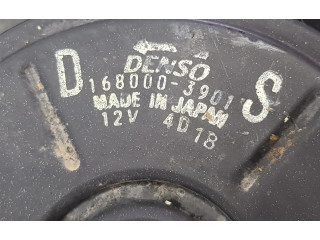 DENSO
D 168000-3901 S
MADE IN JAPAN
12V 4D18